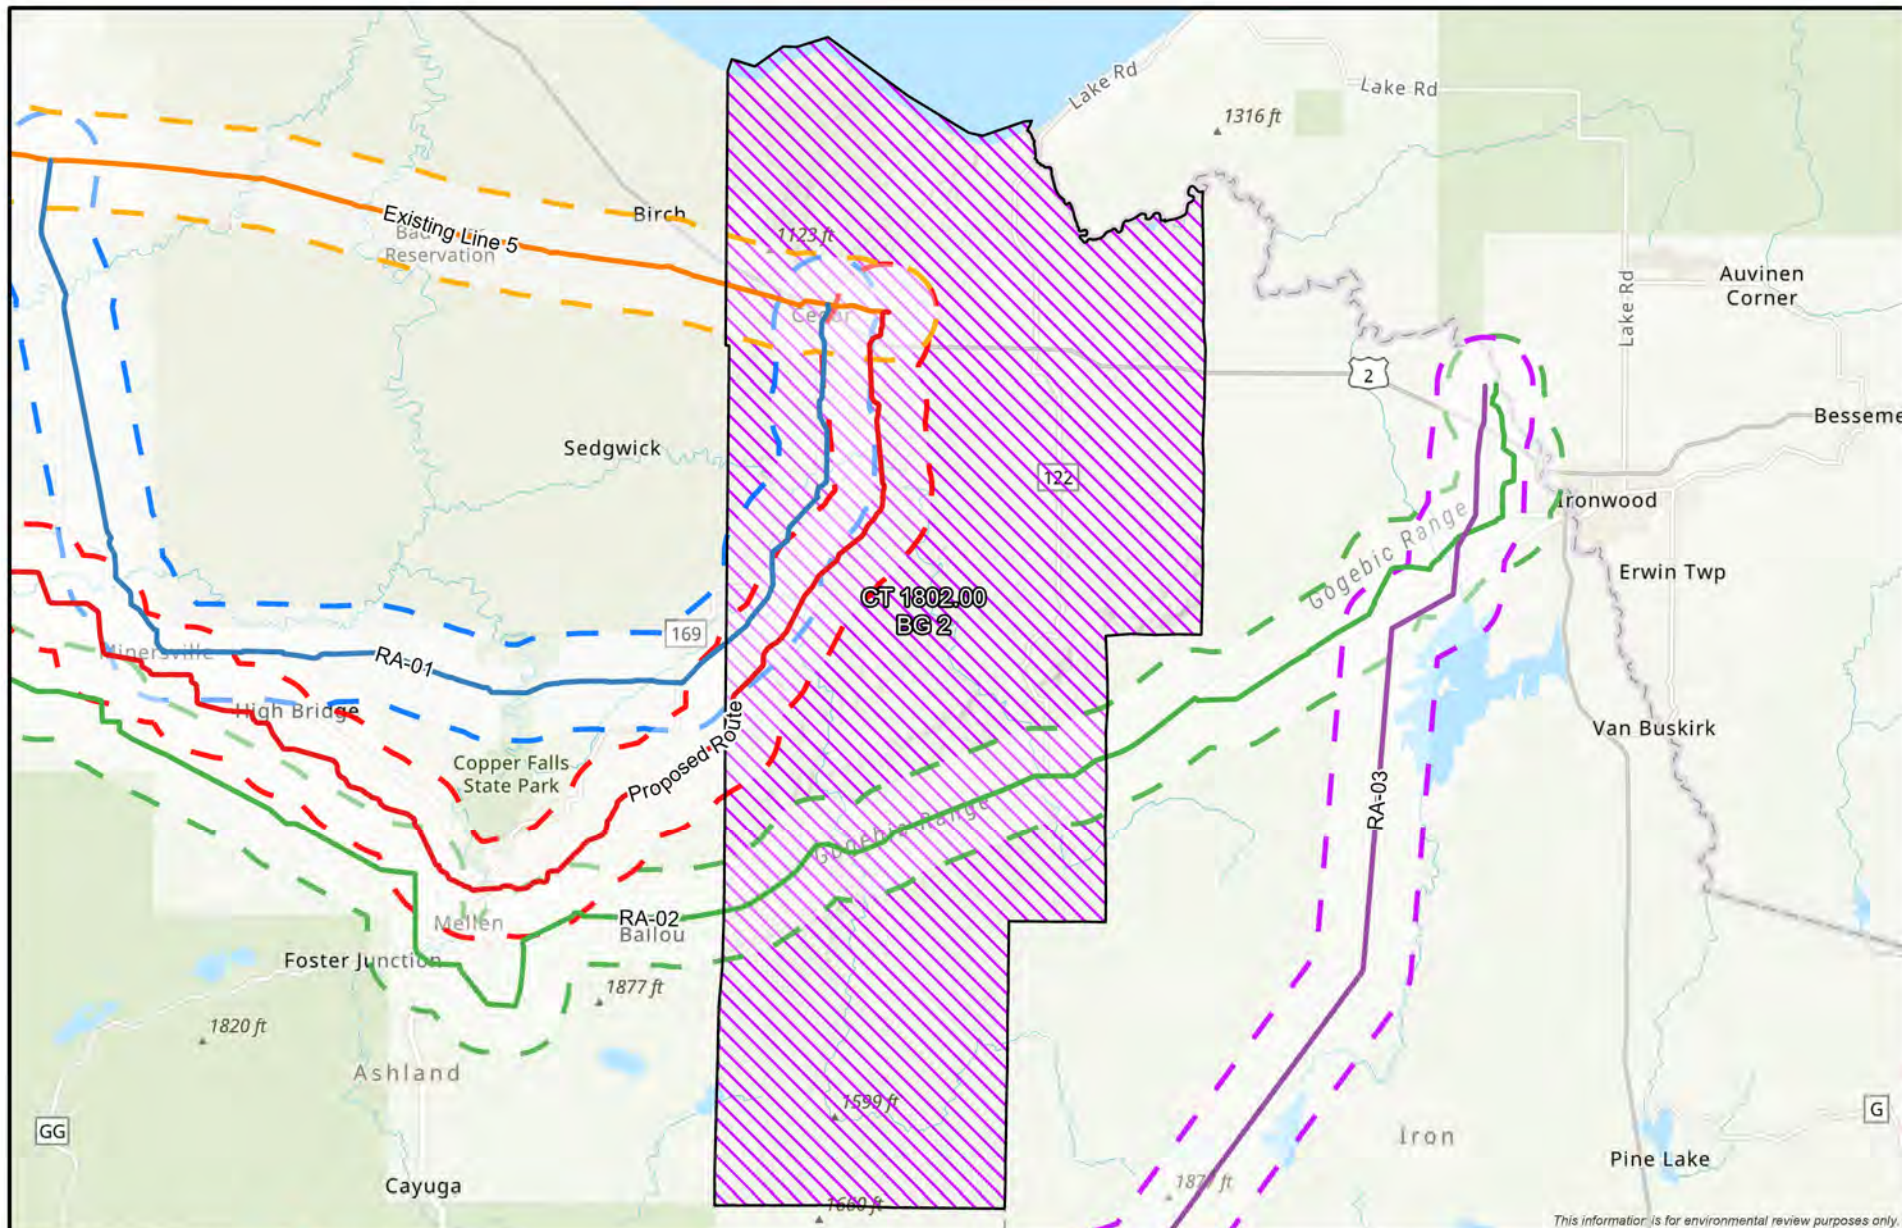 Lake Rd
Lake Rd
1316 ft
Birch
Existing Line 5
Bad
Reservation
1123 ft
Cedar
Lake Rd
Auvinen
Corner
2
Besseme
Sedgwick
122
Ironwood
Gogebic Range
Erwin Twp
CT 1802.00
BG 2
169
Minersville
RA-01
High Bridge
Proposed Route
Van Buskirk
Copper Falls
State Park
RA-03
Gogebic Range
Mellen
RA-02
Ballou
Foster Junction
1877 ft
1820 ft
Ashland
1599 ft
GG
G
Iron
Pine Lake
Cayuga
1660 ft
This information is for environmental review purposes only.